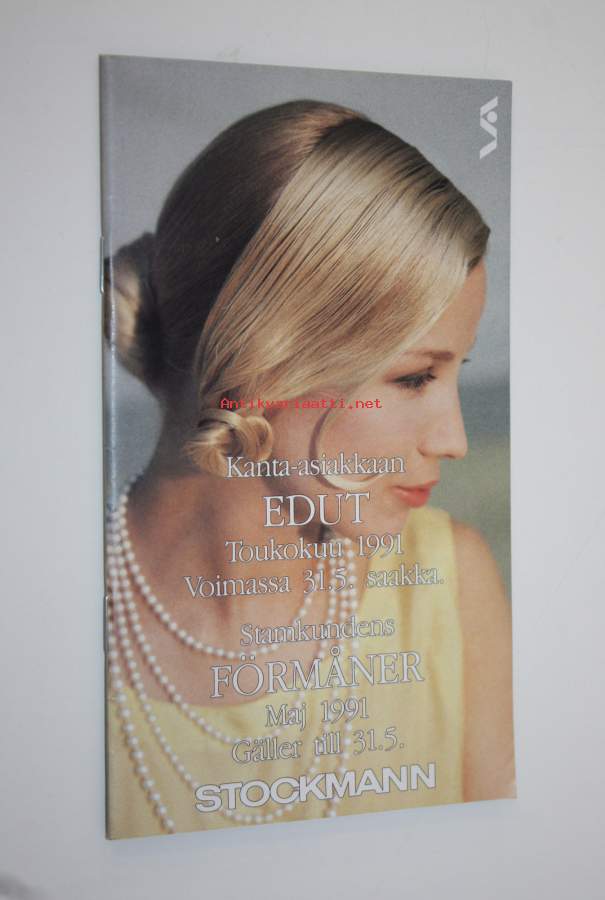 Antikvariaatti.net
Kanta-asiakkaan
EDUT
Toukokuu 1991
Voimassa 31.5. saakka.
Stamkundens
FÖRMÅNER
Maj 1991
Gäller till 31.5.
STOCKMANN